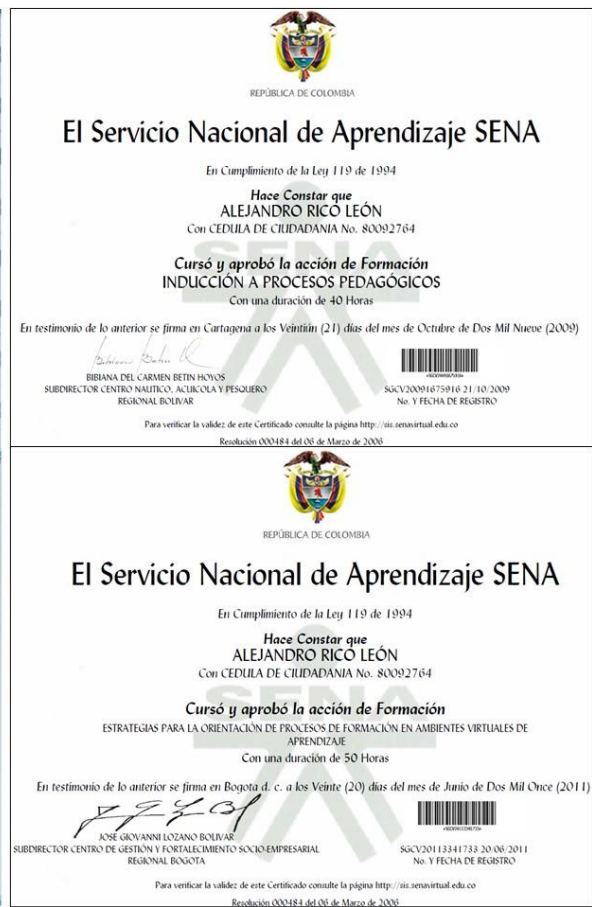 REPÚBLICA DE COLOMBIA
El Servicio Nacional de Aprendizaje SENA
En Cumplimiento de la Ley 119 de 1994
Hace Constar que
ALEJANDRO RICO LEÓN
Con CEDULA DE CIUDADANIA No. 80092764
SENA
Cursó y aprobó la acción de Formación
INDUCCIÓN A PROCESOS PEDAGÓGICOS
Con una duración de 40 Horas
En testimonio de lo anterior se firma en Cartagena a los Veintiún (21) días del mes de Octubre de Dos Mil Nueve (2009)
BIBIANA DEL CARMEN BETIN HOYOS
SUBDIRECTOR CENTRO NAUTICO, ACUICOLA Y PESQUERO
REGIONAL BOLIVAR
SGCV20091675916 21/10/2009
No. Y FECHA DE REGISTRO
Para verificar la validez de este Certificado consulte la página http://sis.senavirtual.edu.co
Resolución 000484 del 06 de Marzo de 2006
REPÚBLICA DE COLOMBIA
El Servicio Nacional de Aprendizaje SENA
En Cumplimiento de la Ley 119 de 1994
Hace Constar que
ALEJANDRO RICO LEÓN
Con CEDULA DE CIUDADANIA No. 80092764
SENA
Cursó y aprobó la acción de Formación
ESTRATEGIAS PARA LA ORIENTACIÓN DE PROCESOS DE FORMACIÓN EN AMBIENTES VIRTUALES DE
APRENDIZAJE
Con una duración de 50 Horas
En testimonio de lo anterior se firma en Bogota d. c. a los Veinte (20) días del mes de Junio de Dos Mil Once (2011)
JOSE GIOVANNI LOZANO BOLIVAR
SUBDIRECTOR CENTRO DE GESTIÓN Y FORTALECIMIENTO SOCIO-EMPRESARIAL
REGIONAL BOGOTA
SGCV20113341733 20/06/2011
No. Y FECHA DE REGISTRO
Para verificar la validez de este Certificado consulte la página http://sis.senavirtual.edu.co
Resolución 000484 del 06 de Marzo de 2006